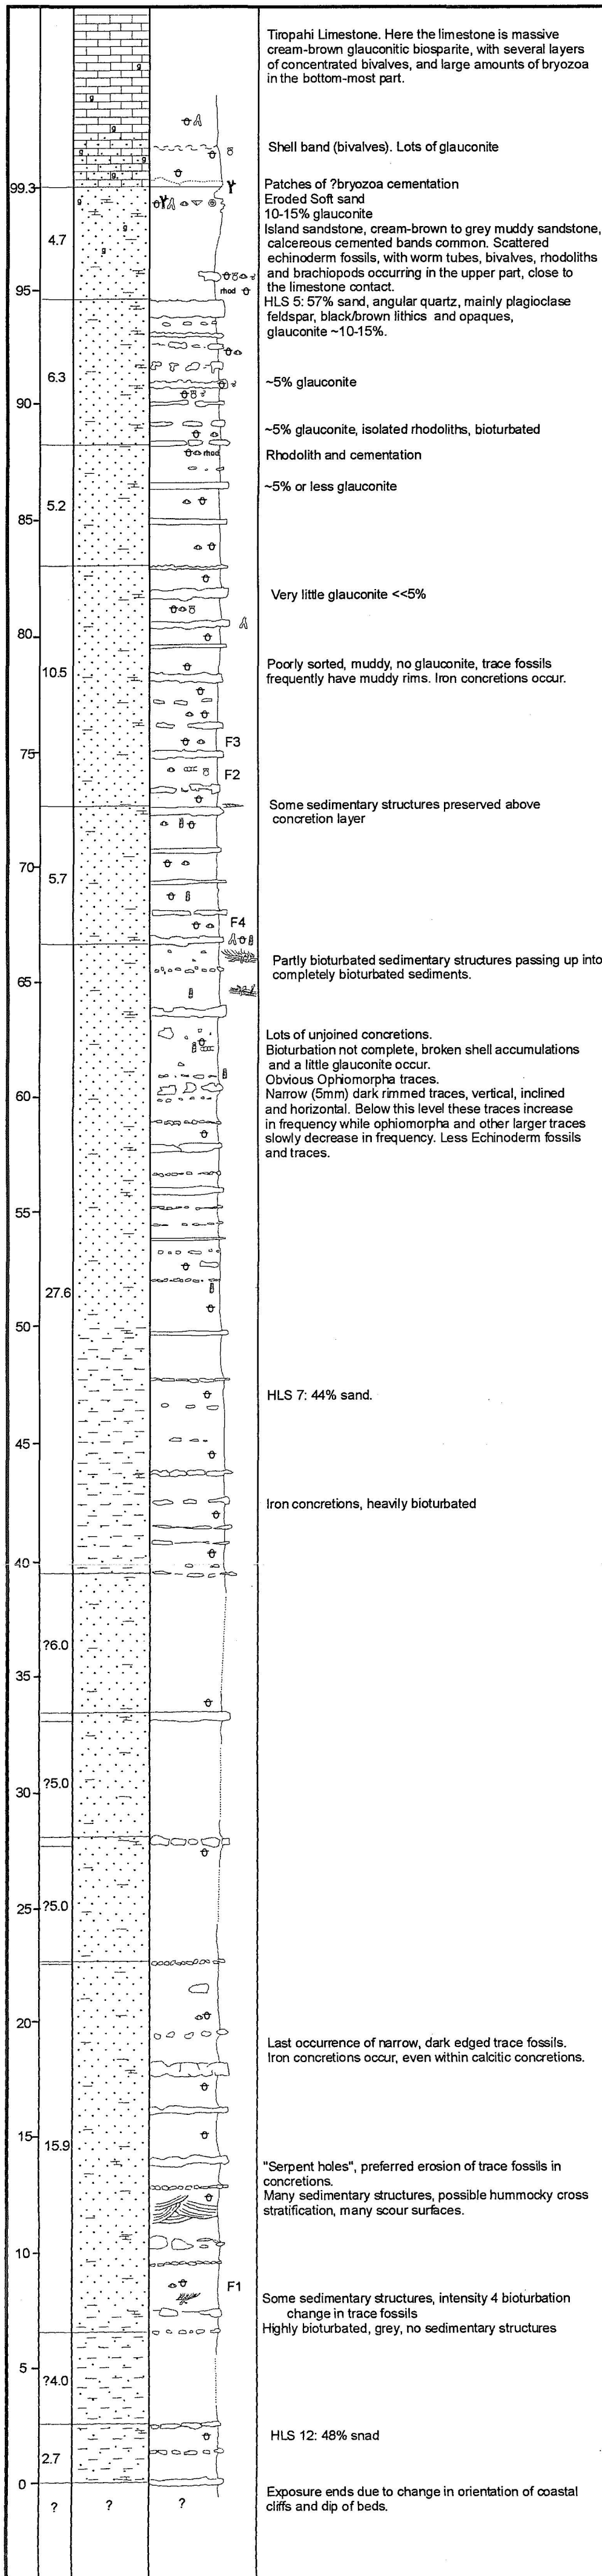 Tiropahi Limestone. Here the limestone is massive
cream-brown glauconitic biosparite, with several layers
of concentrated bivalves, and large amounts of bryozoa
in the bottom-most part.
g
g
g
Shell band (bivalves). Lots of glauconite
g
g
99.3
Patches of ?bryozoa cementation
Eroded Soft sand
g
10-15% glauconite
g
Island sandstone, cream-brown to grey muddy sandstone,
4.7
calcereous cemented bands common. Scattered
g
echinoderm fossils, with worm tubes, bivalves, rhodoliths
and brachiopods occurring in the upper part, close to
95
rhod
the limestone contact.
HLS 5: 57% sand, angular quartz, mainly plagioclase
feldspar, black/brown lithics and opaques,
glauconite ~10-15%.
6.3
~5% glauconite
90
~5% glauconite, isolated rhodoliths, bioturbated
rhod
Rhodolith and cementation
~5% or less glauconite
5.2
85
Very little glauconite <<5%
80
10.5
Poorly sorted, muddy, no glauconite, trace fossils
frequently have muddy rims. Iron concretions occur.
F3
75
F2
Some sedimentary structures preserved above
concretion layer
70
5.7
F4
Partly bioturbated sedimentary structures passing up into
65
completely bioturbated sediments.
Lots of unjoined concretions.
Bioturbation not complete, broken shell accumulations
and a little glauconite occur.
Obvious Ophiomorpha traces.
60
Narrow (5mm) dark rimmed traces, vertical, inclined
and horizontal. Below this level these traces increase
in frequency while ophiomorpha and other larger traces
slowly decrease in frequency. Less Echinoderm fossils
and traces.
55
27.6
50
HLS 7: 44% sand.
45
Iron concretions, heavily bioturbated
40
?6.0
35
?5.0
30
?5.0
25
20
Last occurrence of narrow, dark edged trace fossils.
Iron concretions occur, even within calcitic concretions.
15
15.9
"Serpent holes", preferred erosion of trace fossils in
concretions.
Many sedimentary structures, possible hummocky cross
stratification, many scour surfaces.
10
F1
Some sedimentary structures, intensity 4 bioturbation
change in trace fossils
Highly bioturbated, grey, no sedimentary structures
5
?4.0
HLS 12: 48% snad
2.7
0
Exposure ends due to change in orientation of coastal
cliffs and dip of beds.
? ? ?